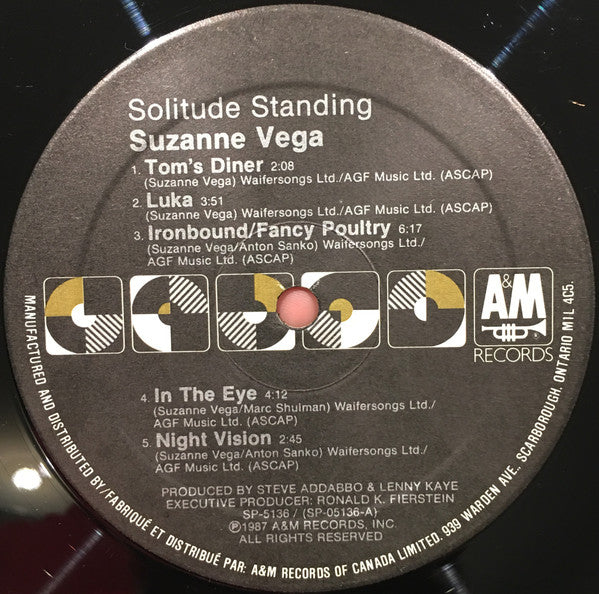 Solitude Standing
Suzanne Vega
1. Tom's Diner 2:08
(Suzanne Vega) Waifersongs Ltd./AGF Music Ltd. (ASCAP)
2. Luka 3:51
(Suzanne Vega) Waifersongs Ltd./AGF Music Ltd. (ASCAP)
3. Ironbound/Fancy Poultry 6:17
(Suzanne Vega/Anton Sanko) Waifersongs Ltd./
AGF Music Ltd. (ASCAP)
A&M
RECORDS
4. In The Eye 4:12
(Suzanne Vega/Marc Shulman) Waifersongs Ltd./
AGF Music Ltd. (ASCAP)
5. Night Vision 2:45
(Suzanne Vega/Anton Sanko) Waifersongs Ltd./
AGF Music Ltd. (ASCAP)
PRODUCED BY STEVE ADDABBO & LENNY KAYE
EXECUTIVE PRODUCER: RONALD K. FIERSTEIN
SP-5136 / (SP-05136-A)
℗1987 A&M RECORDS, INC.
ALL RIGHTS RESERVED
MANUFACTURED AND DISTRIBUTED BY/FABRIQUÉ ET DISTRIBUÉ PAR: A&M RECORDS OF CANADA LIMITED. 939 WARDEN AVE., SCARBOROUGH, ONTARIO MIL 4C5.